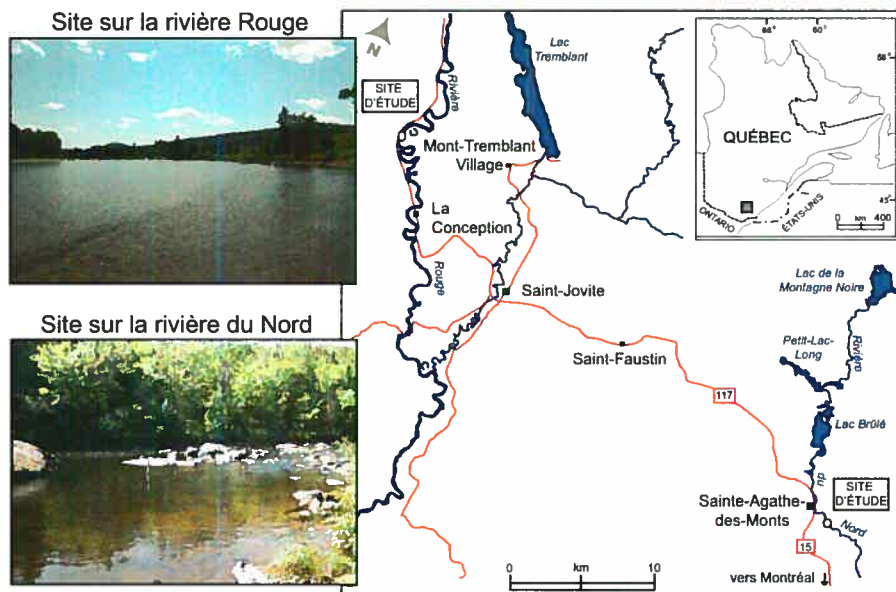 Site sur la rivière Rouge
Site sur la rivière du Nord
N
SITE
D'ÉTUDE
Rivière
Rouge
Lac
Tremblant
Mont-Tremblant
Village
La
Conception
Saint-Jovite
Saint-Faustin
117
QUÉBEC
ONTARIO
ÉTATS-UNIS
45°
0 km 400
Lac de la
Montagne Noire
Petit-Lac-
Long
Rivière
Lac Brûlé
du
Nord
SITE
D'ÉTUDE
Sainte-Agathe-
des-Monts
15
vers Montréal
km
0 10